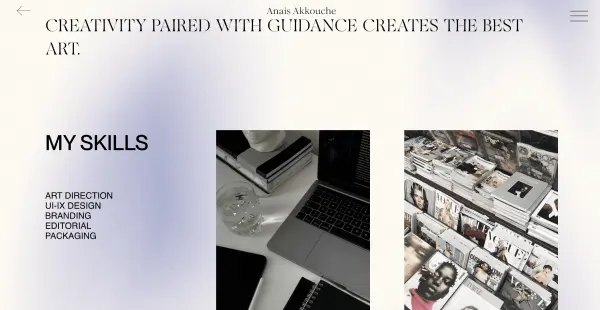 Anais Akkouche
CREATIVITY PAIRED WITH GUIDANCE CREATES THE BEST
ART.
MY SKILLS
ART DIRECTION
UI-IX DESIGN
BRANDING
EDITORIAL
PACKAGING
VOGUE